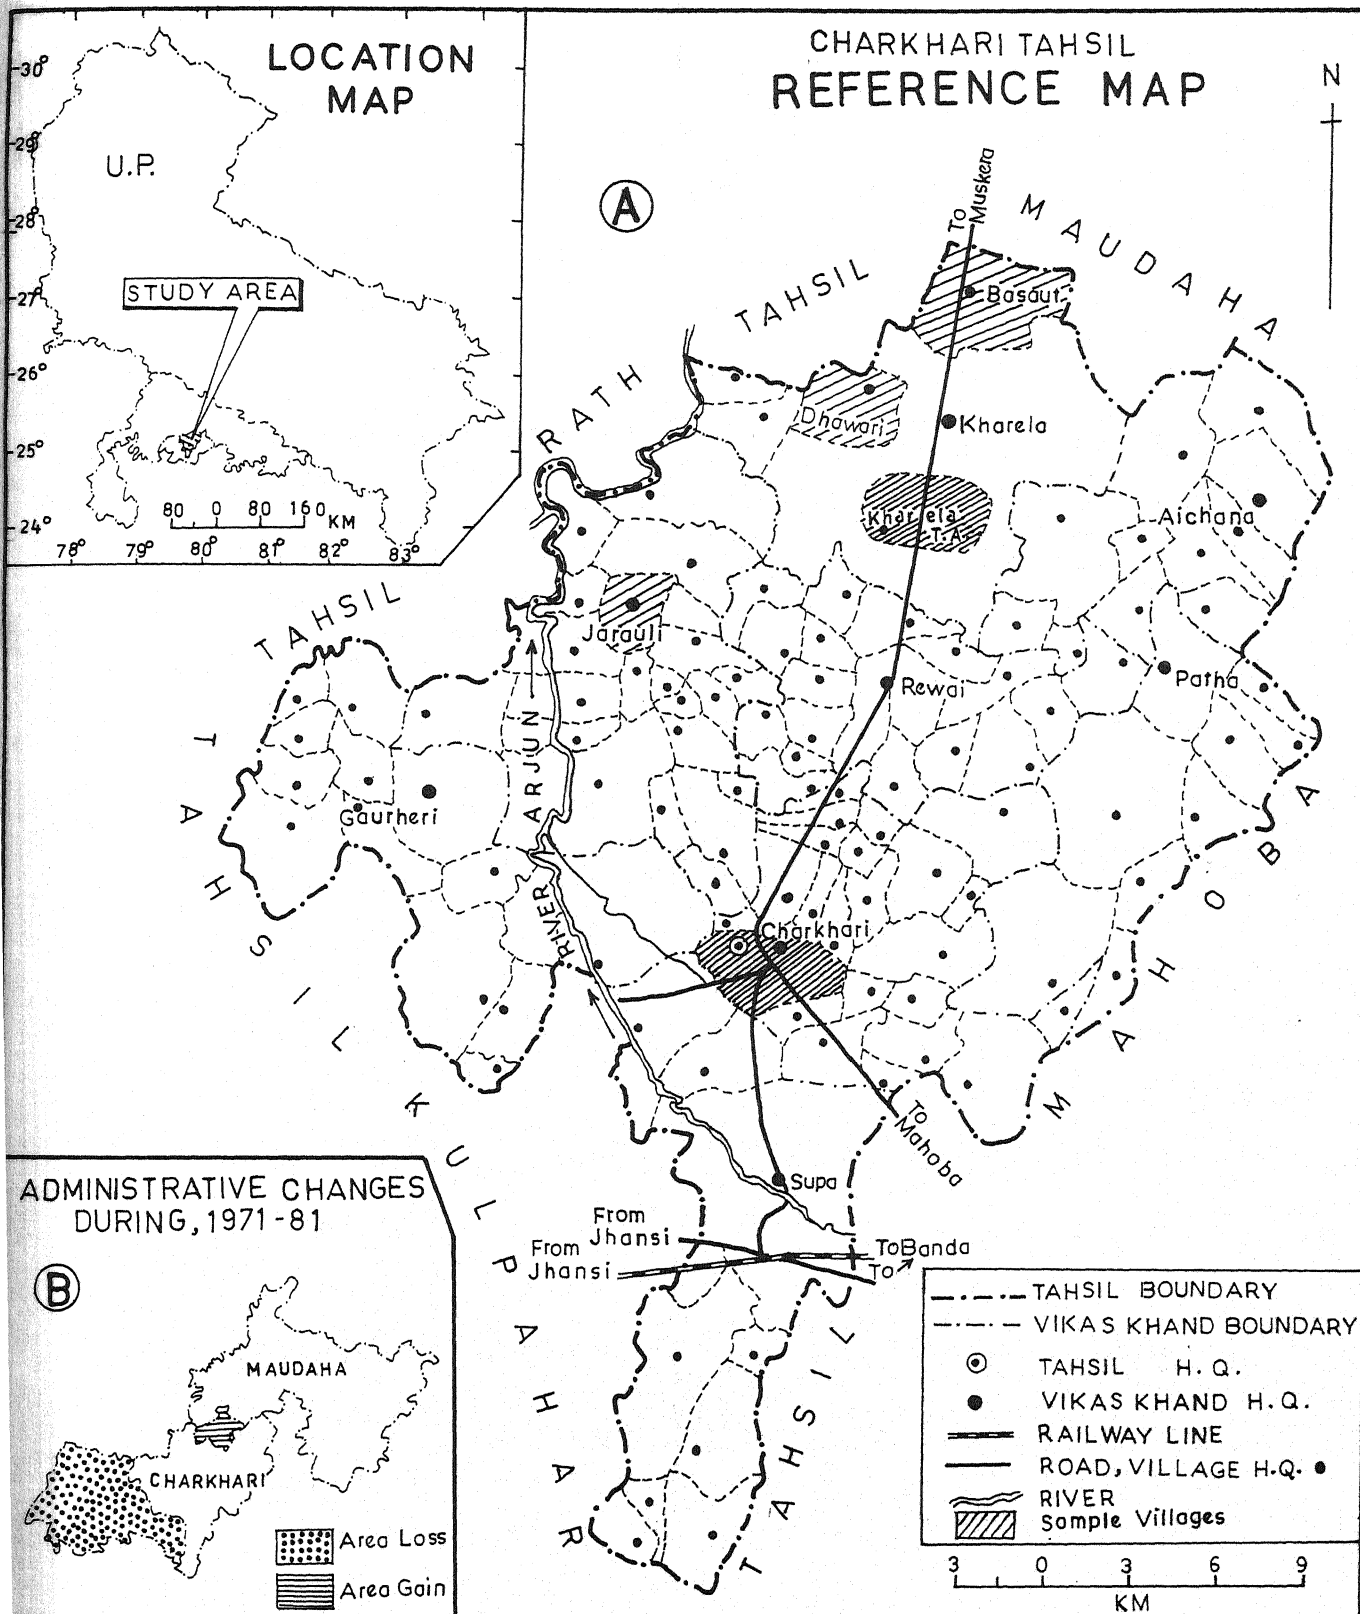 LOCATION
MAP
30°
29°
28°
27°
26°
25°
24°
U.P.
STUDY AREA
80 0 80 160 KM
78° 79° 80° 81° 82° 83°
CHARKHARI TAHSIL
REFERENCE MAP
N
A
To Muskera
MAUDAHA
RATH TAHSIL
Basaut
Dhawari
Kharela
Kharela
T.A.
Aichana
Jarauli
TAHSIL
Rewai
Patha
Gaurheri
RIVER ARJUN
Charkhari
MAHOBA
TAHSIL KULPAHAR
To Mahoba
Supa
From
Jhansi
From
Jhansi
To Banda
To
TAHSIL
ADMINISTRATIVE CHANGES
DURING, 1971-81
B
MAUDAHA
CHARKHARI
Area Loss
Area Gain
TAHSIL BOUNDARY
VIKAS KHAND BOUNDARY
TAHSIL H.Q.
VIKAS KHAND H.Q.
RAILWAY LINE
ROAD, VILLAGE H.Q.
RIVER
Sample Villages
3 0 3 6 9
KM